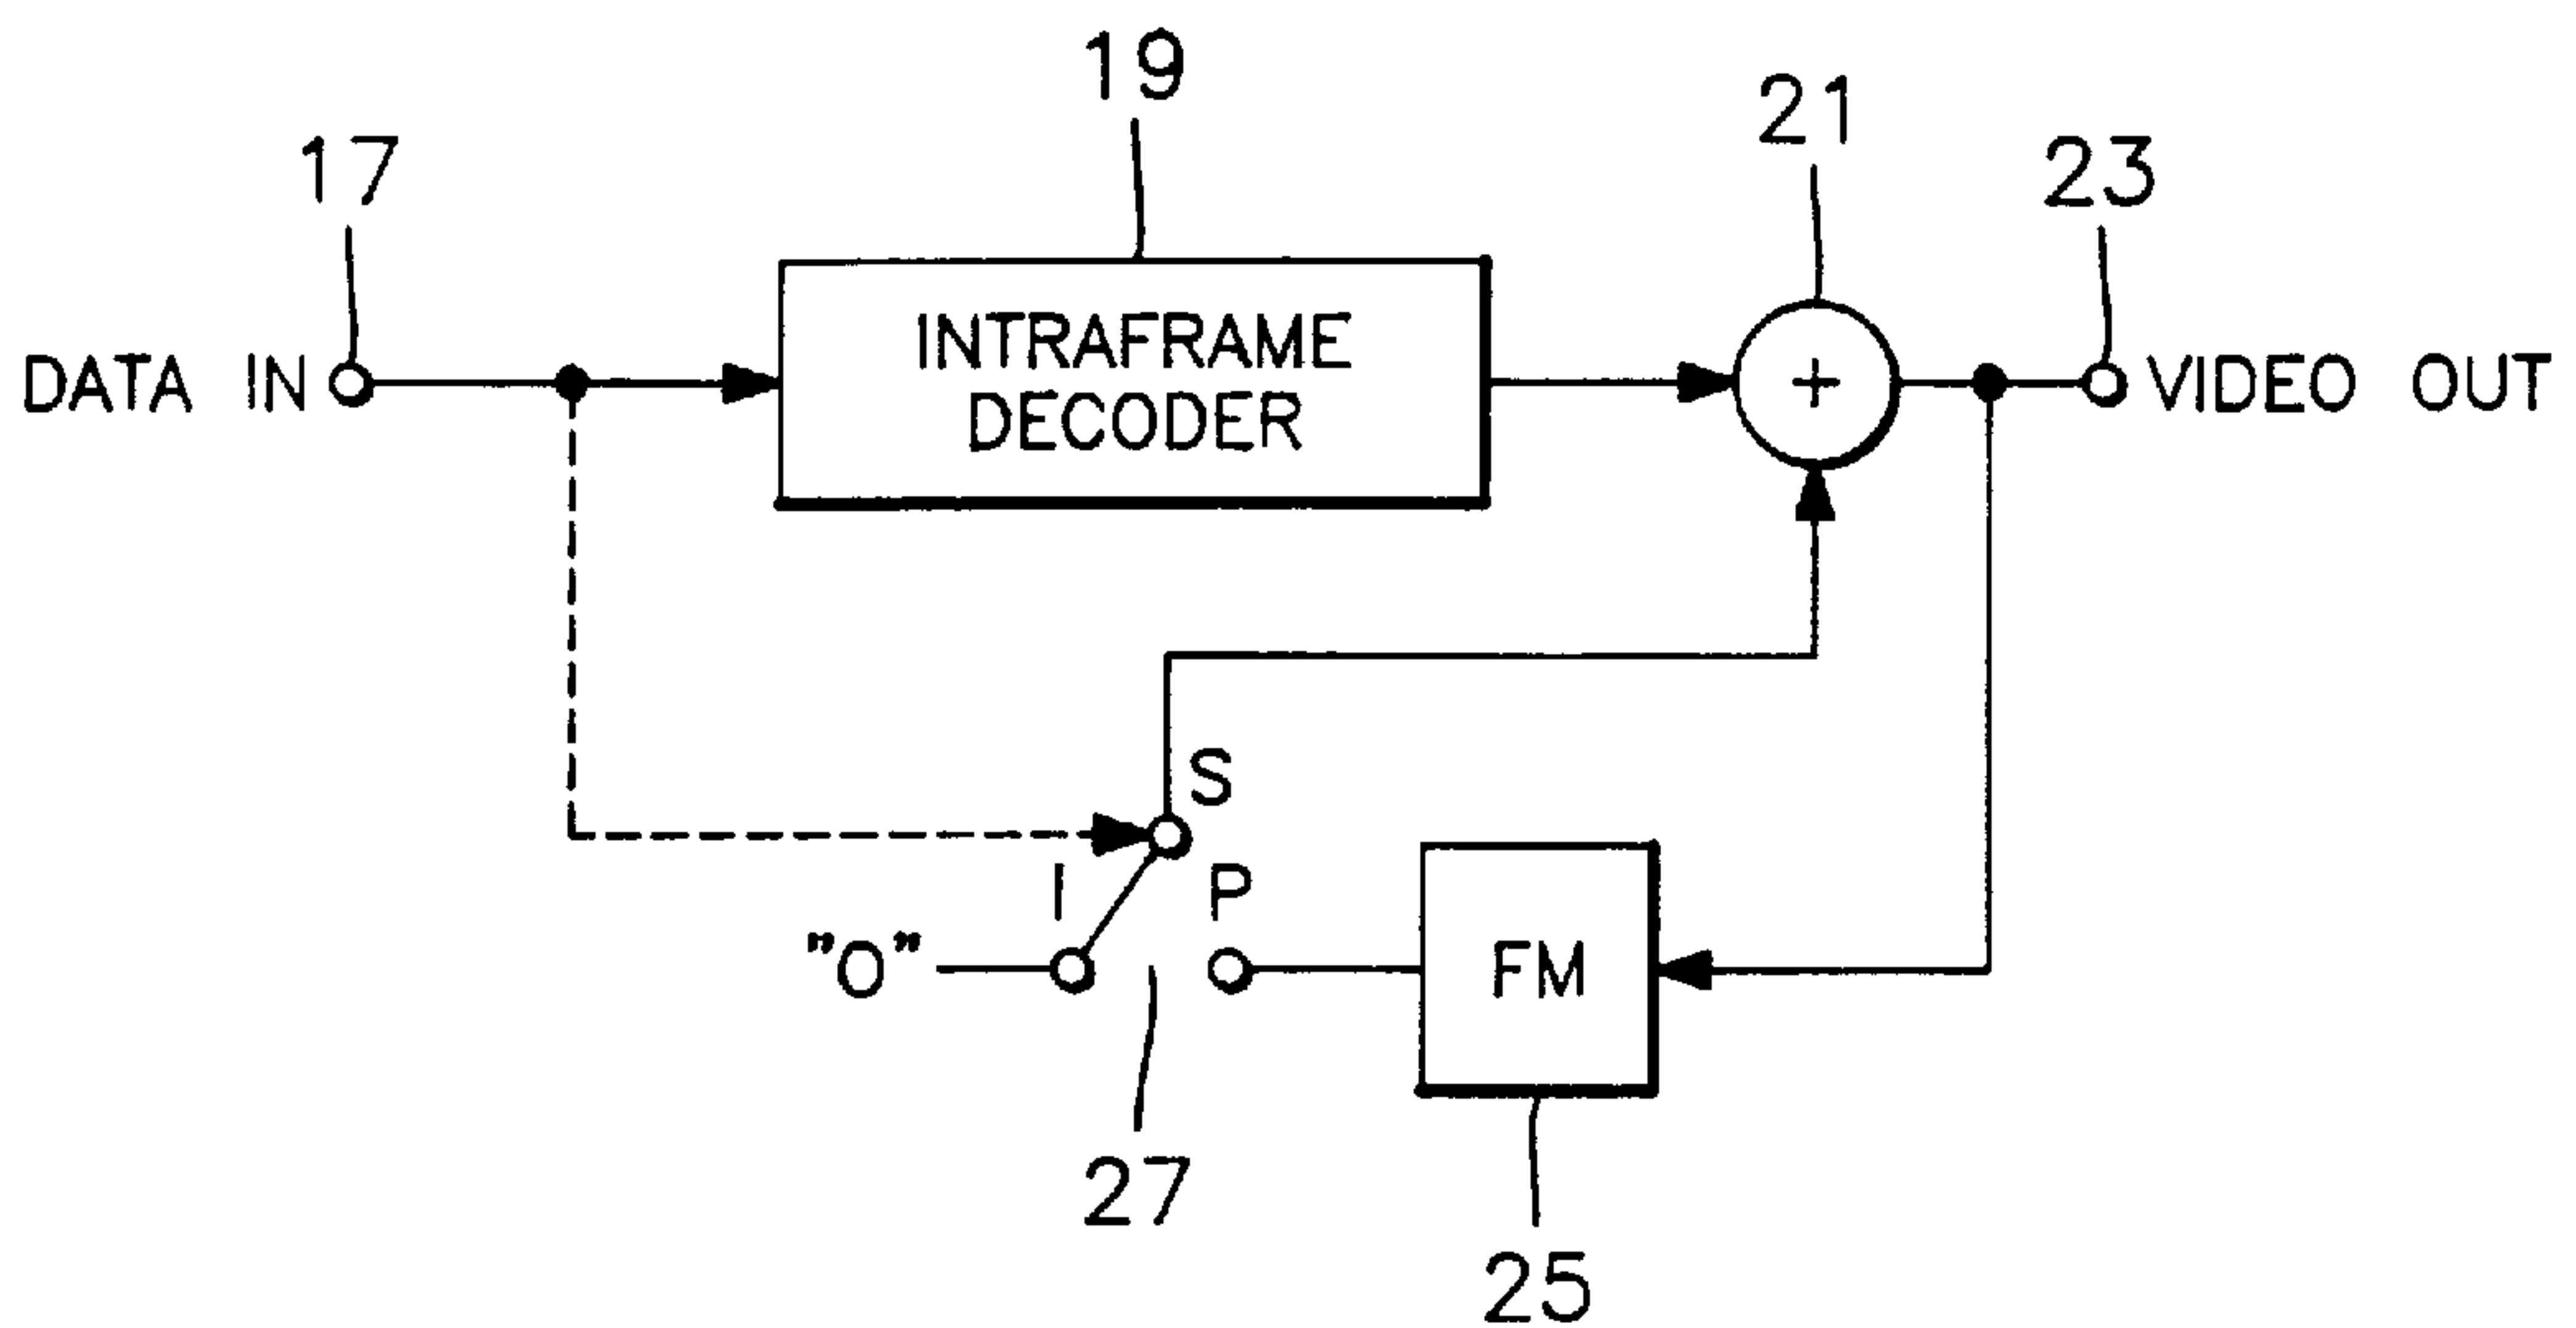 19
21
17
23
DATA IN
INTRAFRAME
DECODER
+
VIDEO OUT
S
I
P
"0"
FM
27
25